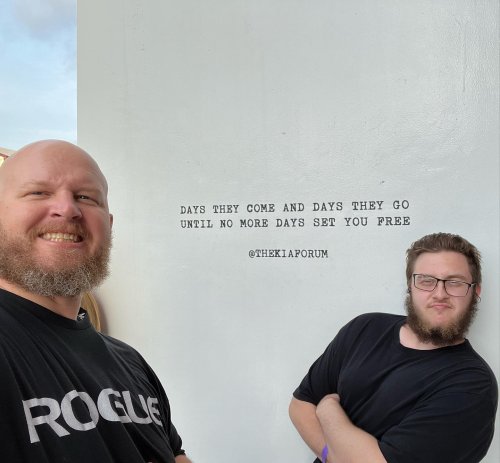 DAYS THEY COME AND DAYS THEY GO
UNTIL NO MORE DAYS SET YOU FREE
@THEKIAFORUM
ROGUE